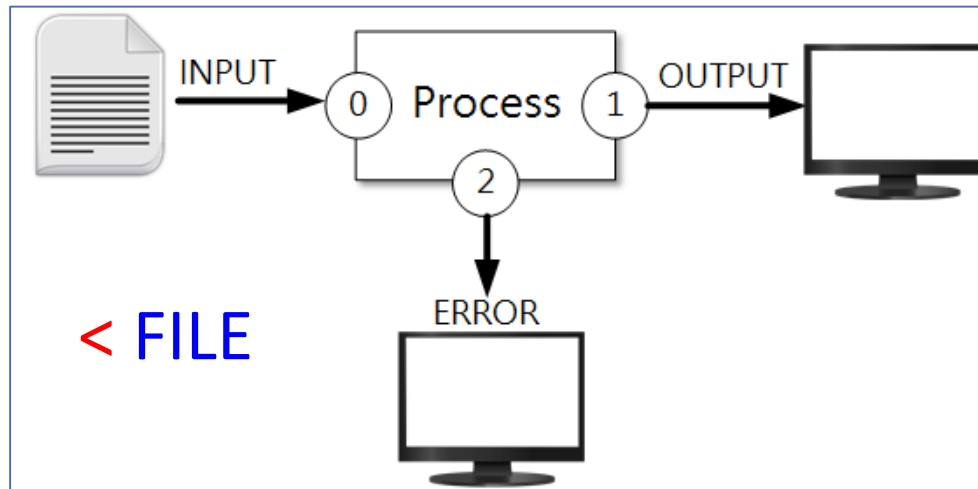 INPUT
0
Process
1
OUTPUT
2
ERROR
< FILE